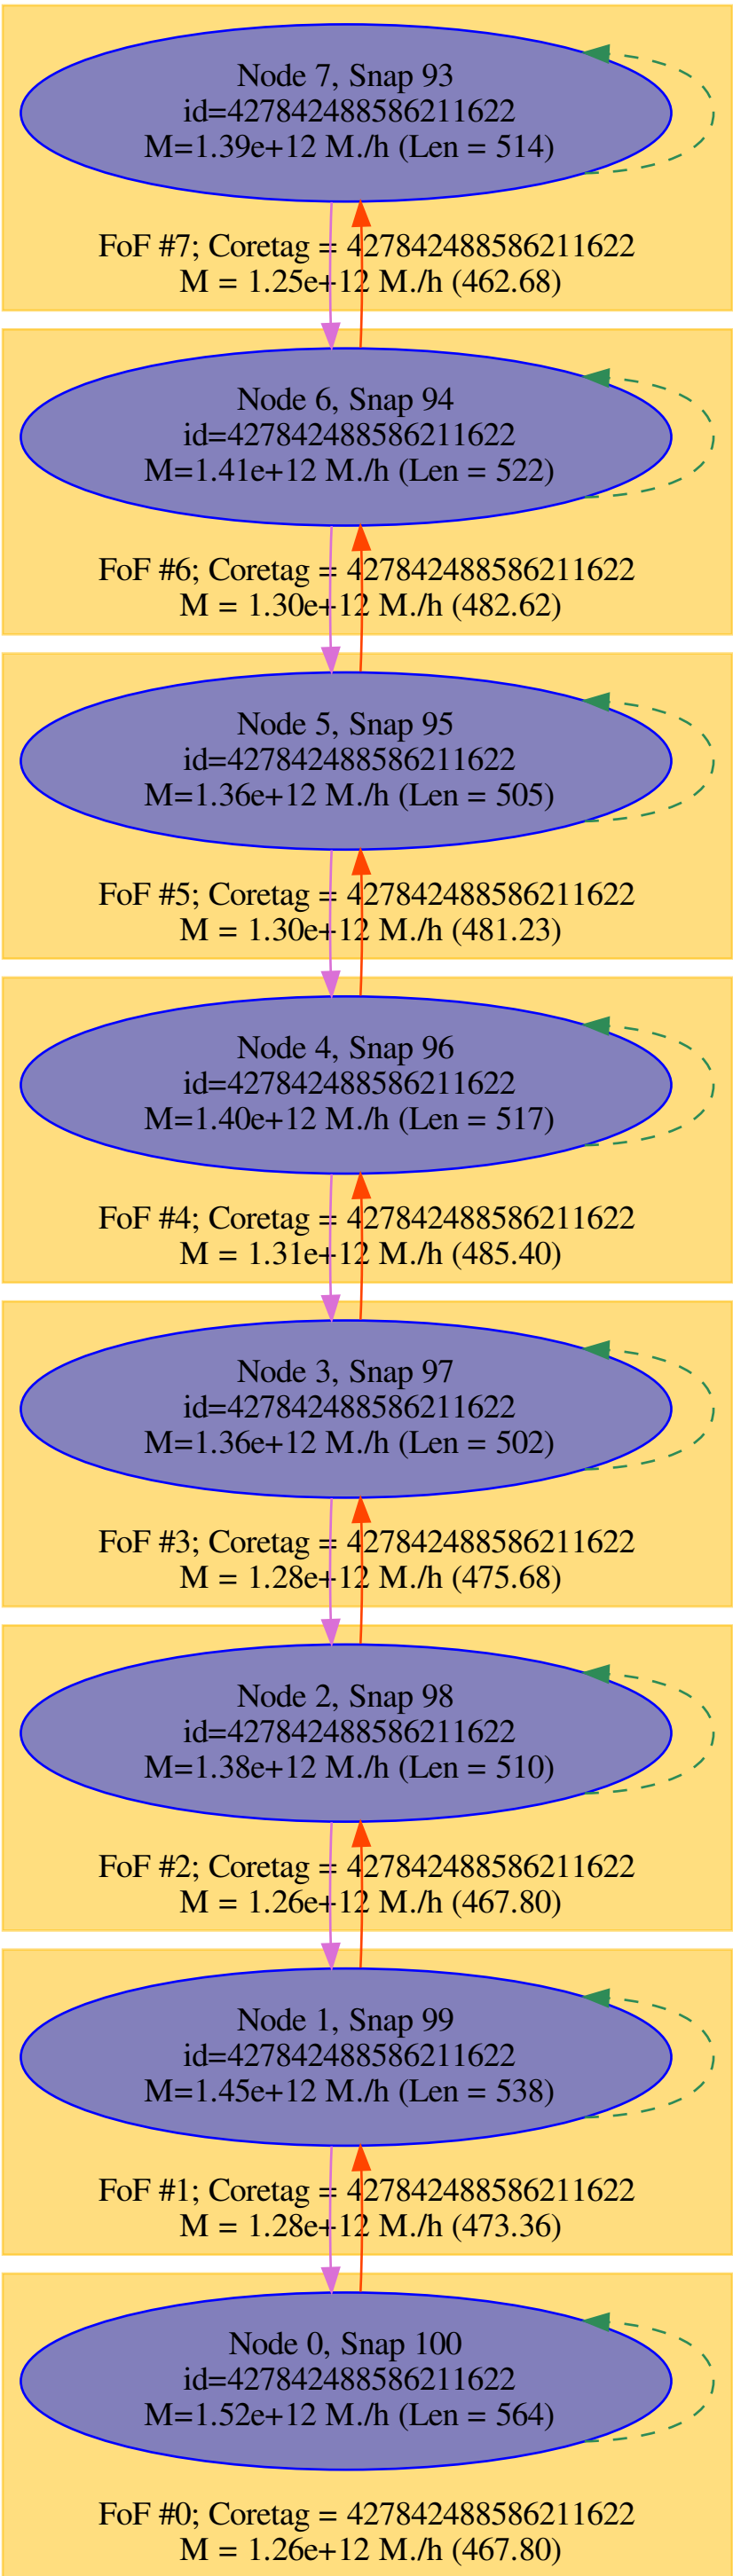 Node 7, Snap 93
id=427842488586211622
M=1.39e+12 M./h (Len = 514)
FoF #7; Coretag = 427842488586211622
M = 1.25e+12 M./h (462.68)
Node 6, Snap 94
id=427842488586211622
M=1.41e+12 M./h (Len = 522)
FoF #6; Coretag = 427842488586211622
M = 1.30e+12 M./h (482.62)
Node 5, Snap 95
id=427842488586211622
M=1.36e+12 M./h (Len = 505)
FoF #5; Coretag = 427842488586211622
M = 1.30e+12 M./h (481.23)
Node 4, Snap 96
id=427842488586211622
M=1.40e+12 M./h (Len = 517)
FoF #4; Coretag = 427842488586211622
M = 1.31e+12 M./h (485.40)
Node 3, Snap 97
id=427842488586211622
M=1.36e+12 M./h (Len = 502)
FoF #3; Coretag = 427842488586211622
M = 1.28e+12 M./h (475.68)
Node 2, Snap 98
id=427842488586211622
M=1.38e+12 M./h (Len = 510)
FoF #2; Coretag = 427842488586211622
M = 1.26e+12 M./h (467.80)
Node 1, Snap 99
id=427842488586211622
M=1.45e+12 M./h (Len = 538)
FoF #1; Coretag = 427842488586211622
M = 1.28e+12 M./h (473.36)
Node 0, Snap 100
id=427842488586211622
M=1.52e+12 M./h (Len = 564)
FoF #0; Coretag = 427842488586211622
M = 1.26e+12 M./h (467.80)